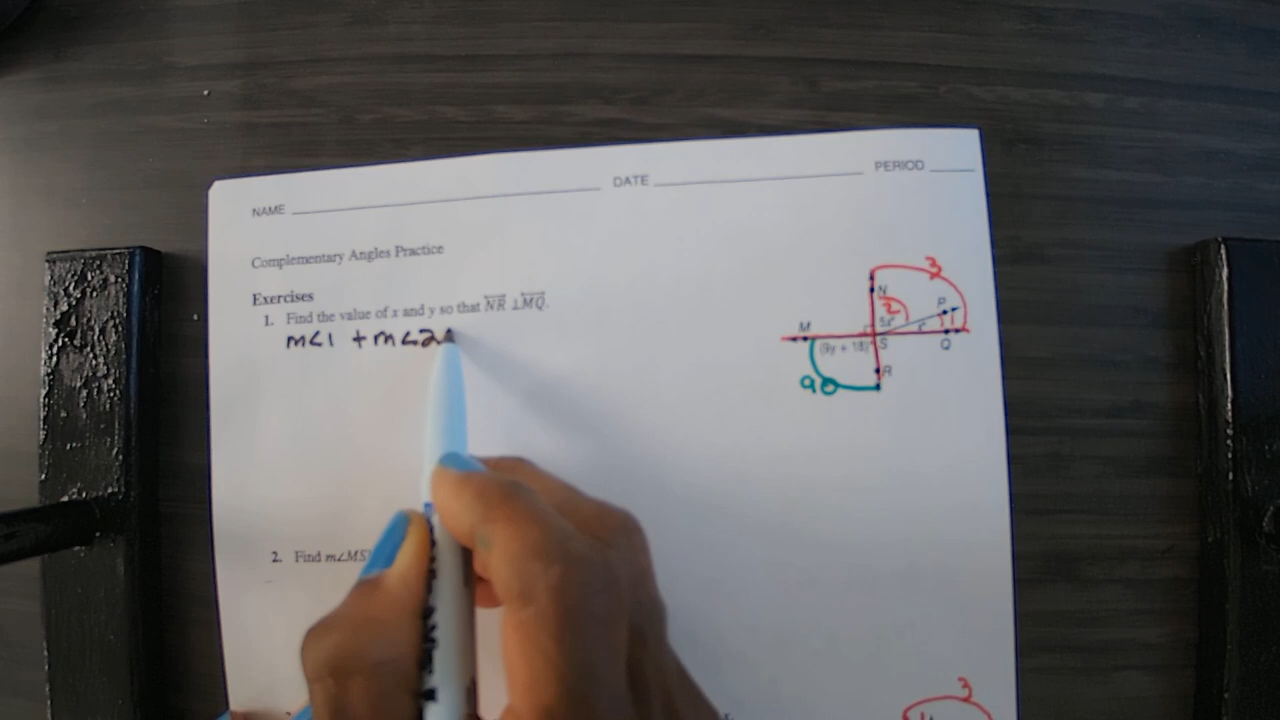 NAME DATE PERIOD
Complementary Angles Practice
Exercises
1. Find the value of x and y so that NR ⊥ MQ.
m<1 + m<2
3
N
2
P
5x°
1
M
x°
(9y + 18)°
S
Q
R
90
2. Find m∠MS
3